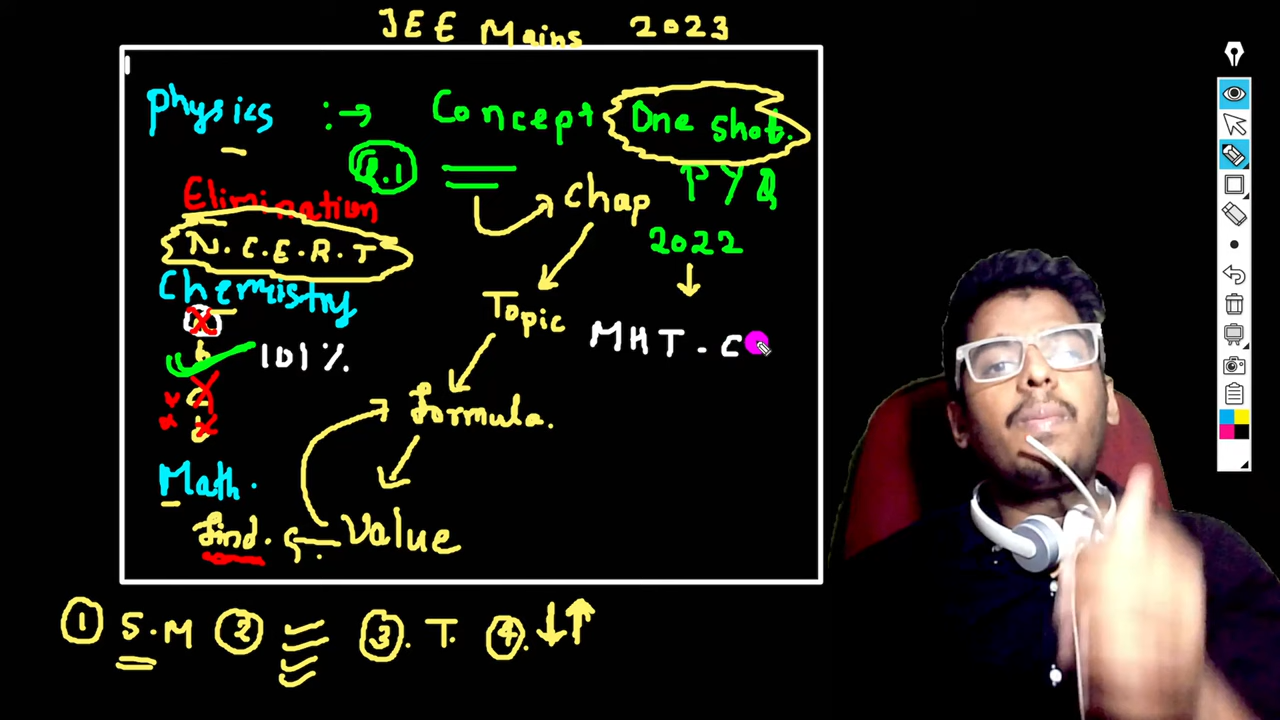 JEE Mains 2023
Physics :→ Concept One shot.
Q.1
PYQ
Elimination
Chap
N.C.E.R.T
2022
Chemistry
Topic
MHT-C
101%.
Formula.
Math.
find.
Value
① S.M ② ③. T. ④. ↓↑